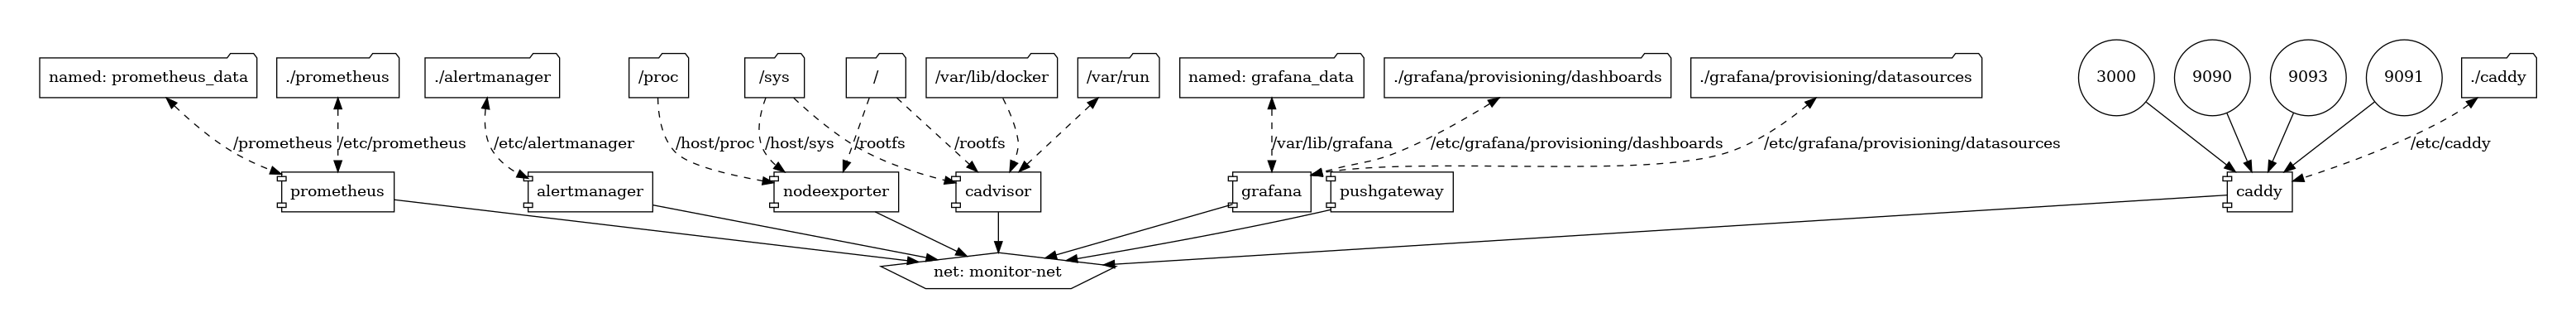 named: prometheus_data
./prometheus
./alertmanager
/proc
/sys
/
/var/lib/docker
/var/run
named: grafana_data
./grafana/provisioning/dashboards
./grafana/provisioning/datasources
3000
9090
9093
9091
./caddy
/prometheus
/etc/prometheus
/etc/alertmanager
/host/proc
/host/sys
/rootfs
/rootfs
/var/lib/grafana
/etc/grafana/provisioning/dashboards
/etc/grafana/provisioning/datasources
/etc/caddy
prometheus
alertmanager
nodeexporter
cadvisor
grafana
pushgateway
caddy
net: monitor-net